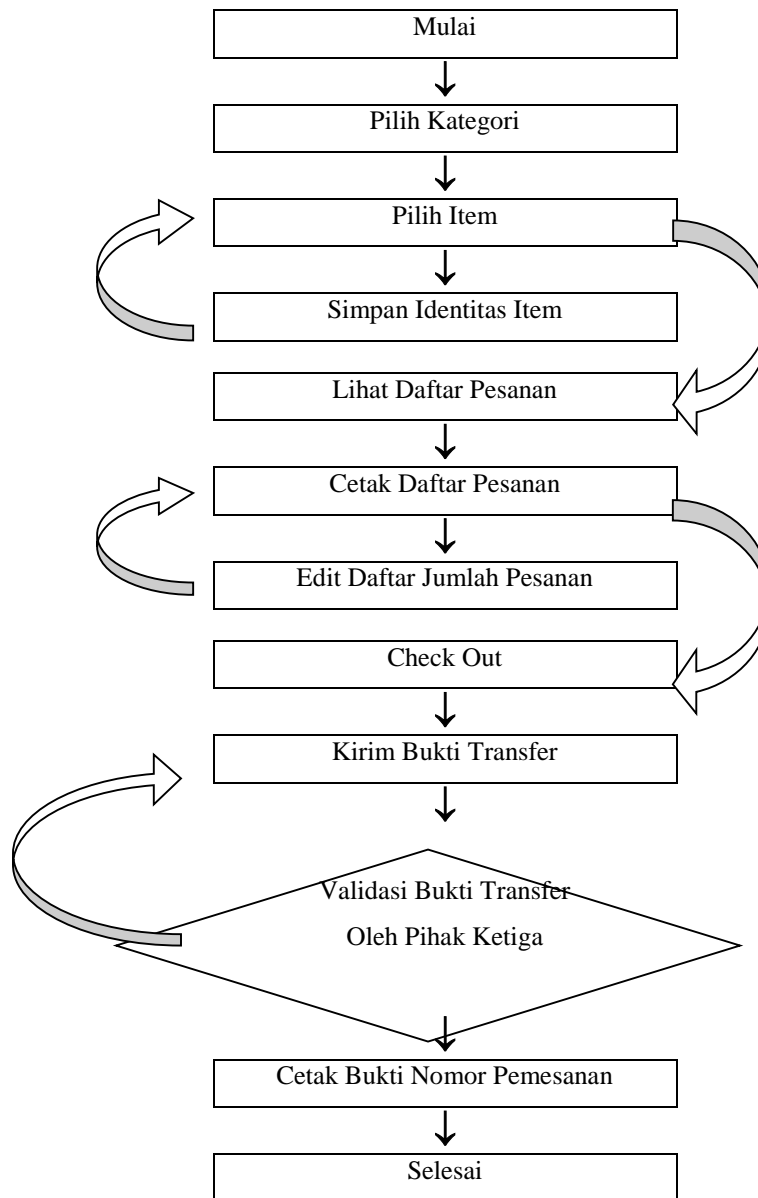 Mulai
Pilih Kategori
Pilih Item
Simpan Identitas Item
Lihat Daftar Pesanan
Cetak Daftar Pesanan
Edit Daftar Jumlah Pesanan
Check Out
Kirim Bukti Transfer
Validasi Bukti Transfer
Oleh Pihak Ketiga
Cetak Bukti Nomor Pemesanan
Selesai